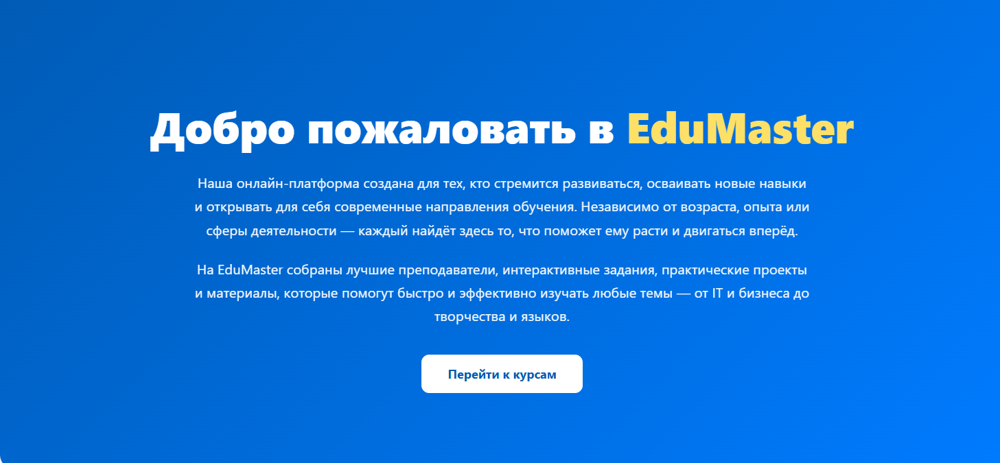 Добро пожаловать в EduMaster
Наша онлайн-платформа создана для тех, кто стремится развиваться, осваивать новые навыки
и открывать для себя современные направления обучения. Независимо от возраста, опыта или
сферы деятельности — каждый найдёт здесь то, что поможет ему расти и двигаться вперёд.
На EduMaster собраны лучшие преподаватели, интерактивные задания, практические проекты
и материалы, которые помогут быстро и эффективно изучать любые темы — от IT и бизнеса до
творчества и языков.
Перейти к курсам